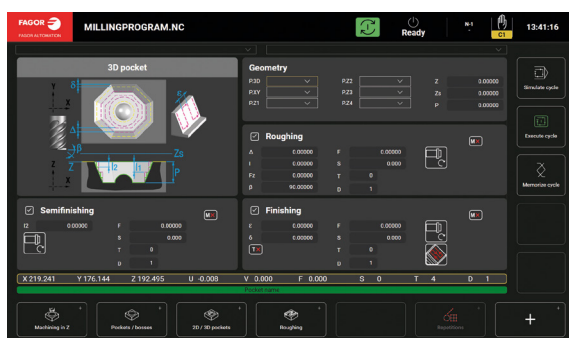 FAGOR
FAGOR AUTOMATION
MILLINGPROGRAM.NC
Ready
N-1
C1
13:41:16
3D pocket
Y
δ
X
Δ
εr
β
Z
X
Zs
Z
I2
I1
P
Geometry
P.3D P.Z2 Z 0.00000
P.XY P.Z3 Zs 0.00000
P.Z1 P.Z4 P 0.00000
Roughing
M
Δ 0.00000 F 0.00000
I 0.00000 S 0.000
Fz 0.00000 T 0
β 90.00000 D 1
Semifinishing
M
I2 0.00000 F 0.00000
S 0.000
T 0
D 1
Finishing
M
ε 0.00000 F 0.00000
δ 0.00000 S 0.000
T T 0
D 1
X 219.241 Y 176.144 Z 192.495 U -0.008 V 0.000 F 0.000 S 0 T 4 D 1
Pocket name
Simulate cycle
Execute cycle
Memorize cycle
Machining in Z
Pockets / bosses
2D / 3D pockets
Roughing
Repetitions
+